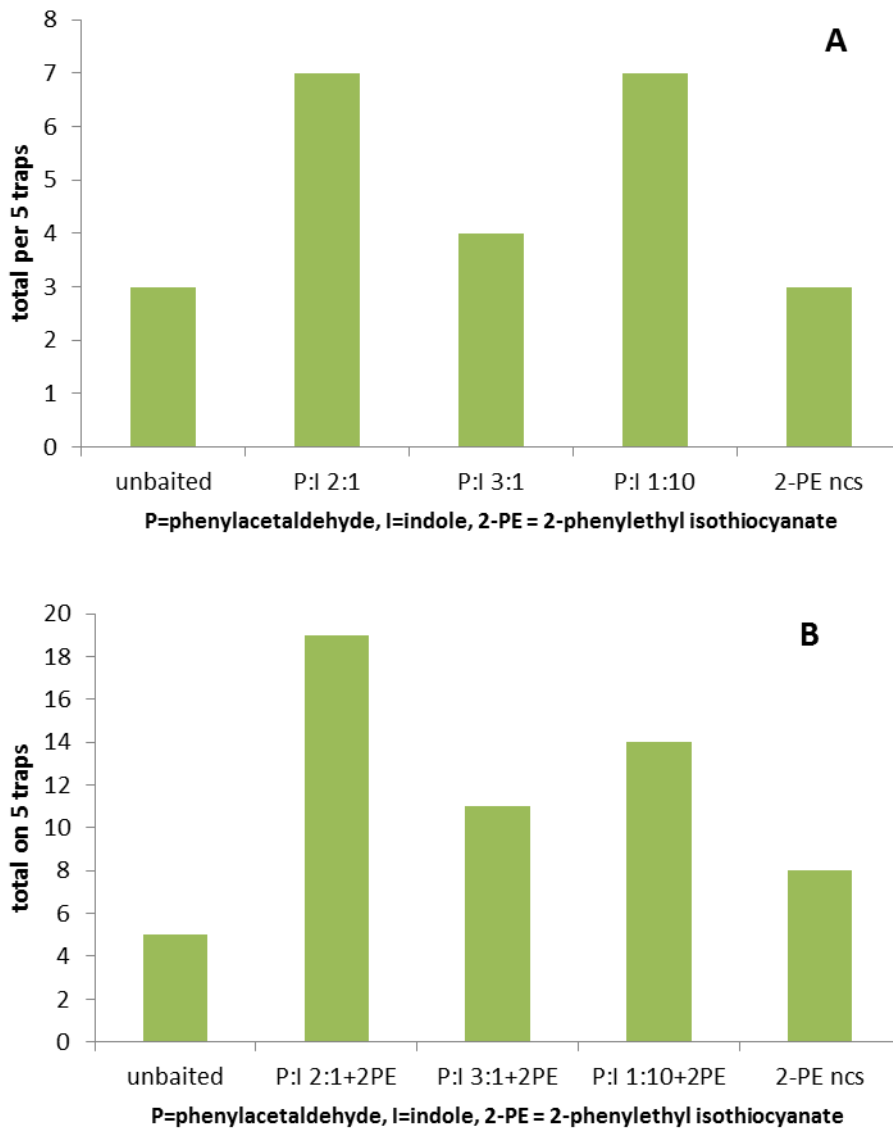 A
total per 5 traps
8
7
6
5
4
3
2
1
0
unbaited P:I 2:1 P:I 3:1 P:I 1:10 2-PE ncs
P=phenylacetaldehyde, I=indole, 2-PE = 2-phenylethyl isothiocyanate
B
total on 5 traps
20
18
16
14
12
10
8
6
4
2
0
unbaited P:I 2:1+2PE P:I 3:1+2PE P:I 1:10+2PE 2-PE ncs
P=phenylacetaldehyde, I=indole, 2-PE = 2-phenylethyl isothiocyanate